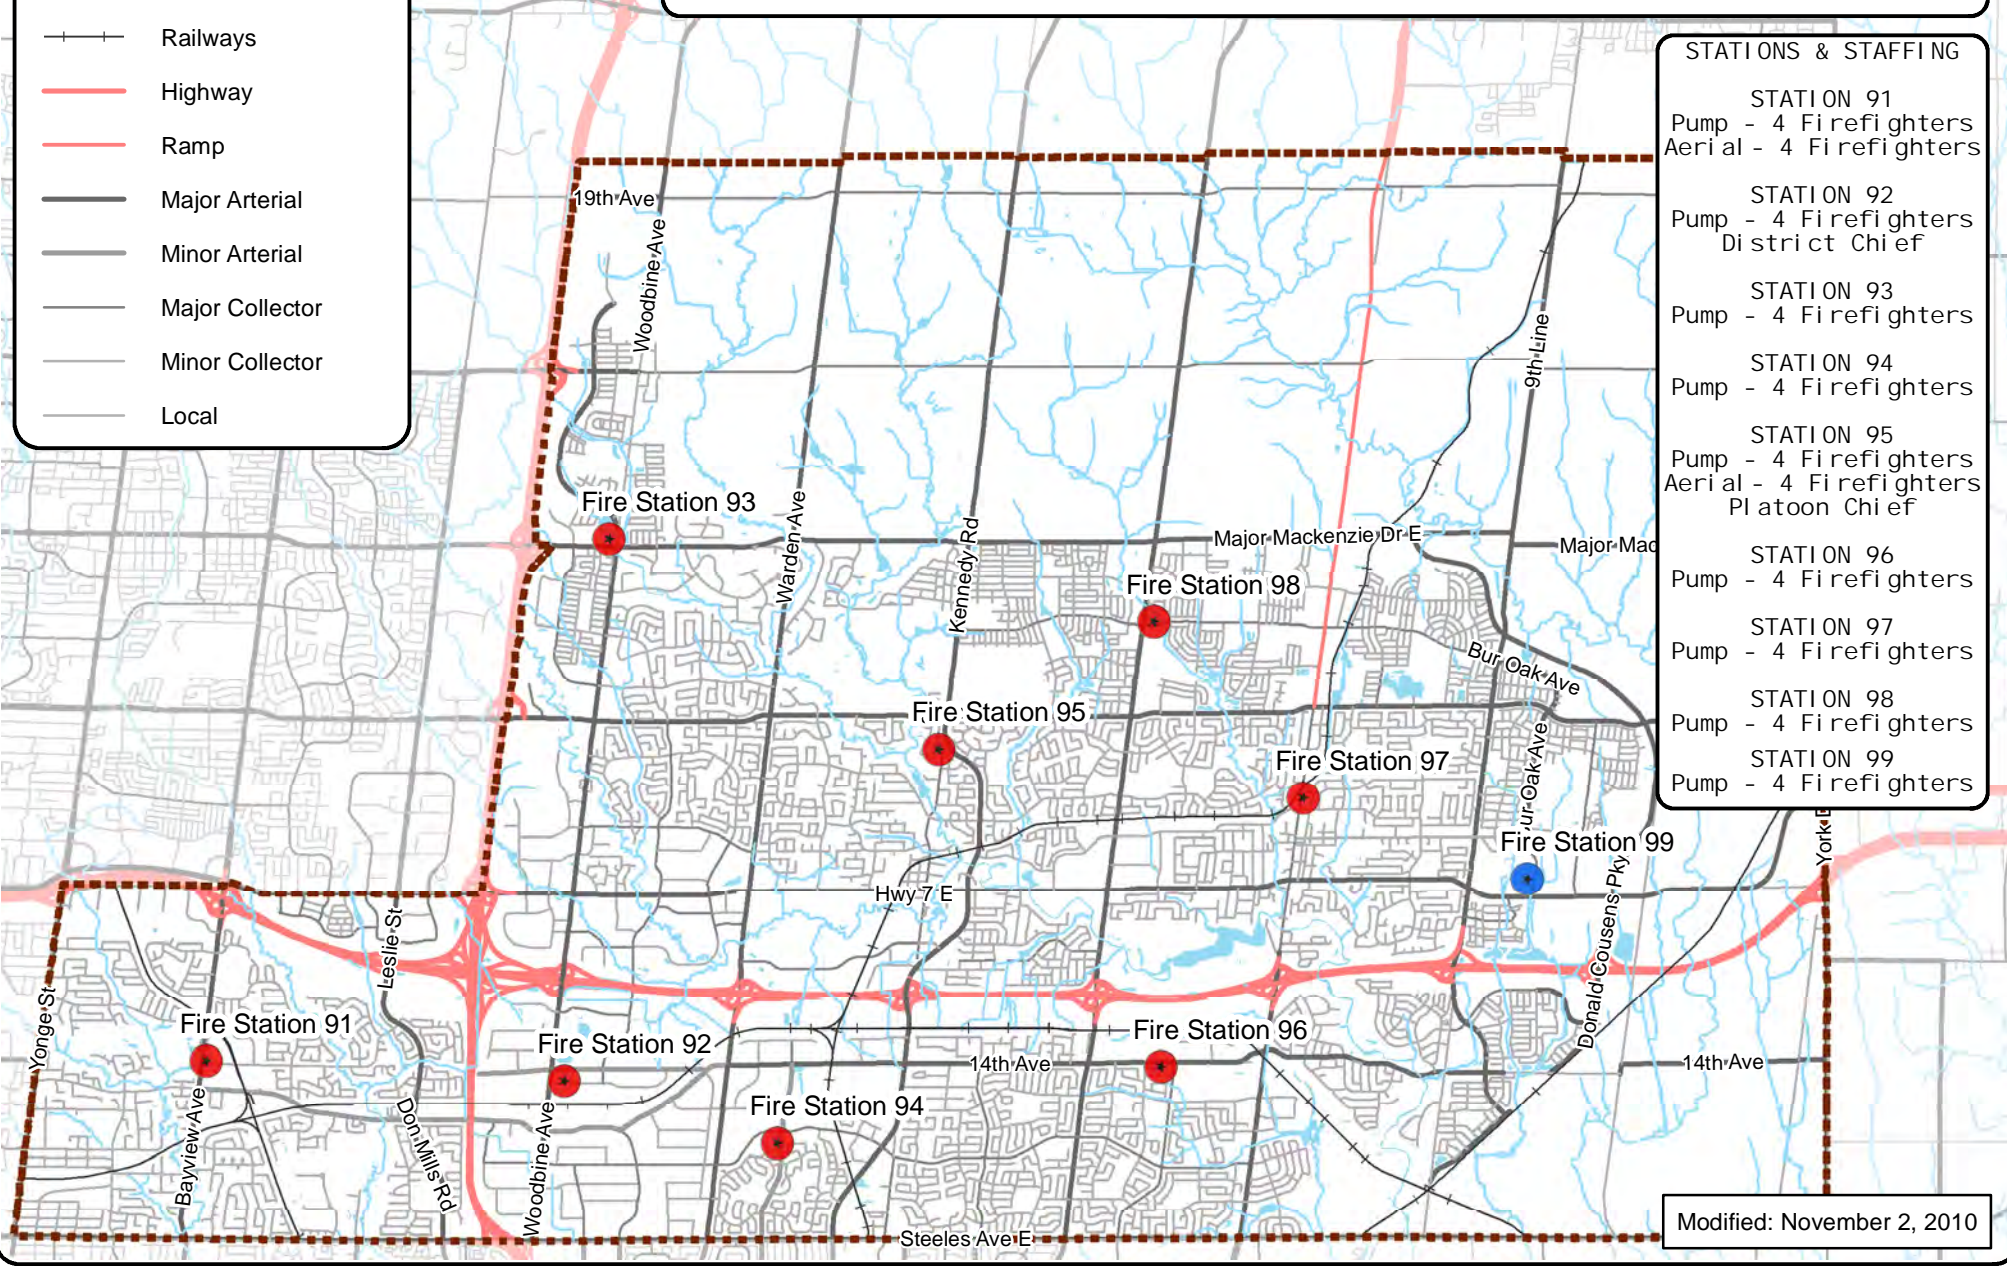 Railways
Highway
Ramp
Major Arterial
Minor Arterial
Major Collector
Minor Collector
Local
STATIONS & STAFFING
STATION 91
Pump - 4 Firefighters
Aerial - 4 Firefighters
STATION 92
Pump - 4 Firefighters
District Chief
STATION 93
Pump - 4 Firefighters
STATION 94
Pump - 4 Firefighters
STATION 95
Pump - 4 Firefighters
Aerial - 4 Firefighters
Platoon Chief
STATION 96
Pump - 4 Firefighters
STATION 97
Pump - 4 Firefighters
STATION 98
Pump - 4 Firefighters
STATION 99
Pump - 4 Firefighters
19th Ave
Woodbine Ave
9th Line
Fire Station 93
Warden Ave
Kennedy Rd
Major Mackenzie Dr E
Major Mac
Fire Station 98
Bur Oak Ave
Fire Station 95
Fire Station 97
ur Oak Ave
Fire Station 99
York D
Hwy 7 E
Leslie St
Donald Cousens Pky
Yonge St
Fire Station 91
Fire Station 92
Fire Station 96
14th Ave
14th Ave
Bayview Ave
Don Mills Rd
Woodbine Ave
Fire Station 94
Steeles Ave E
Modified: November 2, 2010